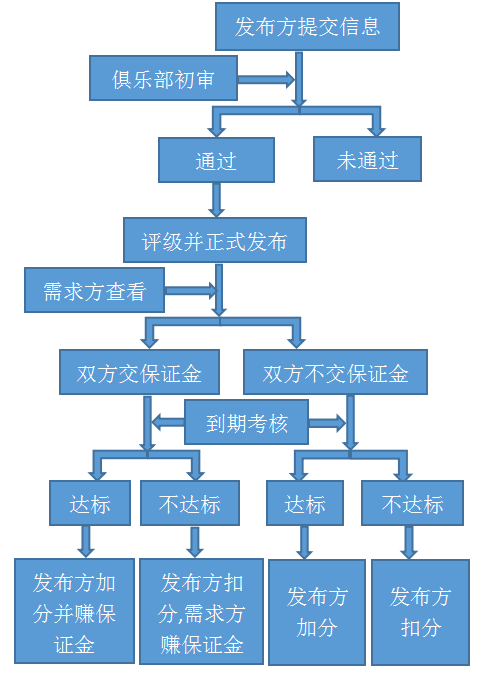 发布方提交信息
俱乐部初审
通过
未通过
评级并正式发布
需求方查看
双方交保证金
双方不交保证金
到期考核
达标
不达标
达标
不达标
发布方加
分并赚保
证金
发布方扣
分,需求方
赚保证金
发布方
加分
发布方
扣分